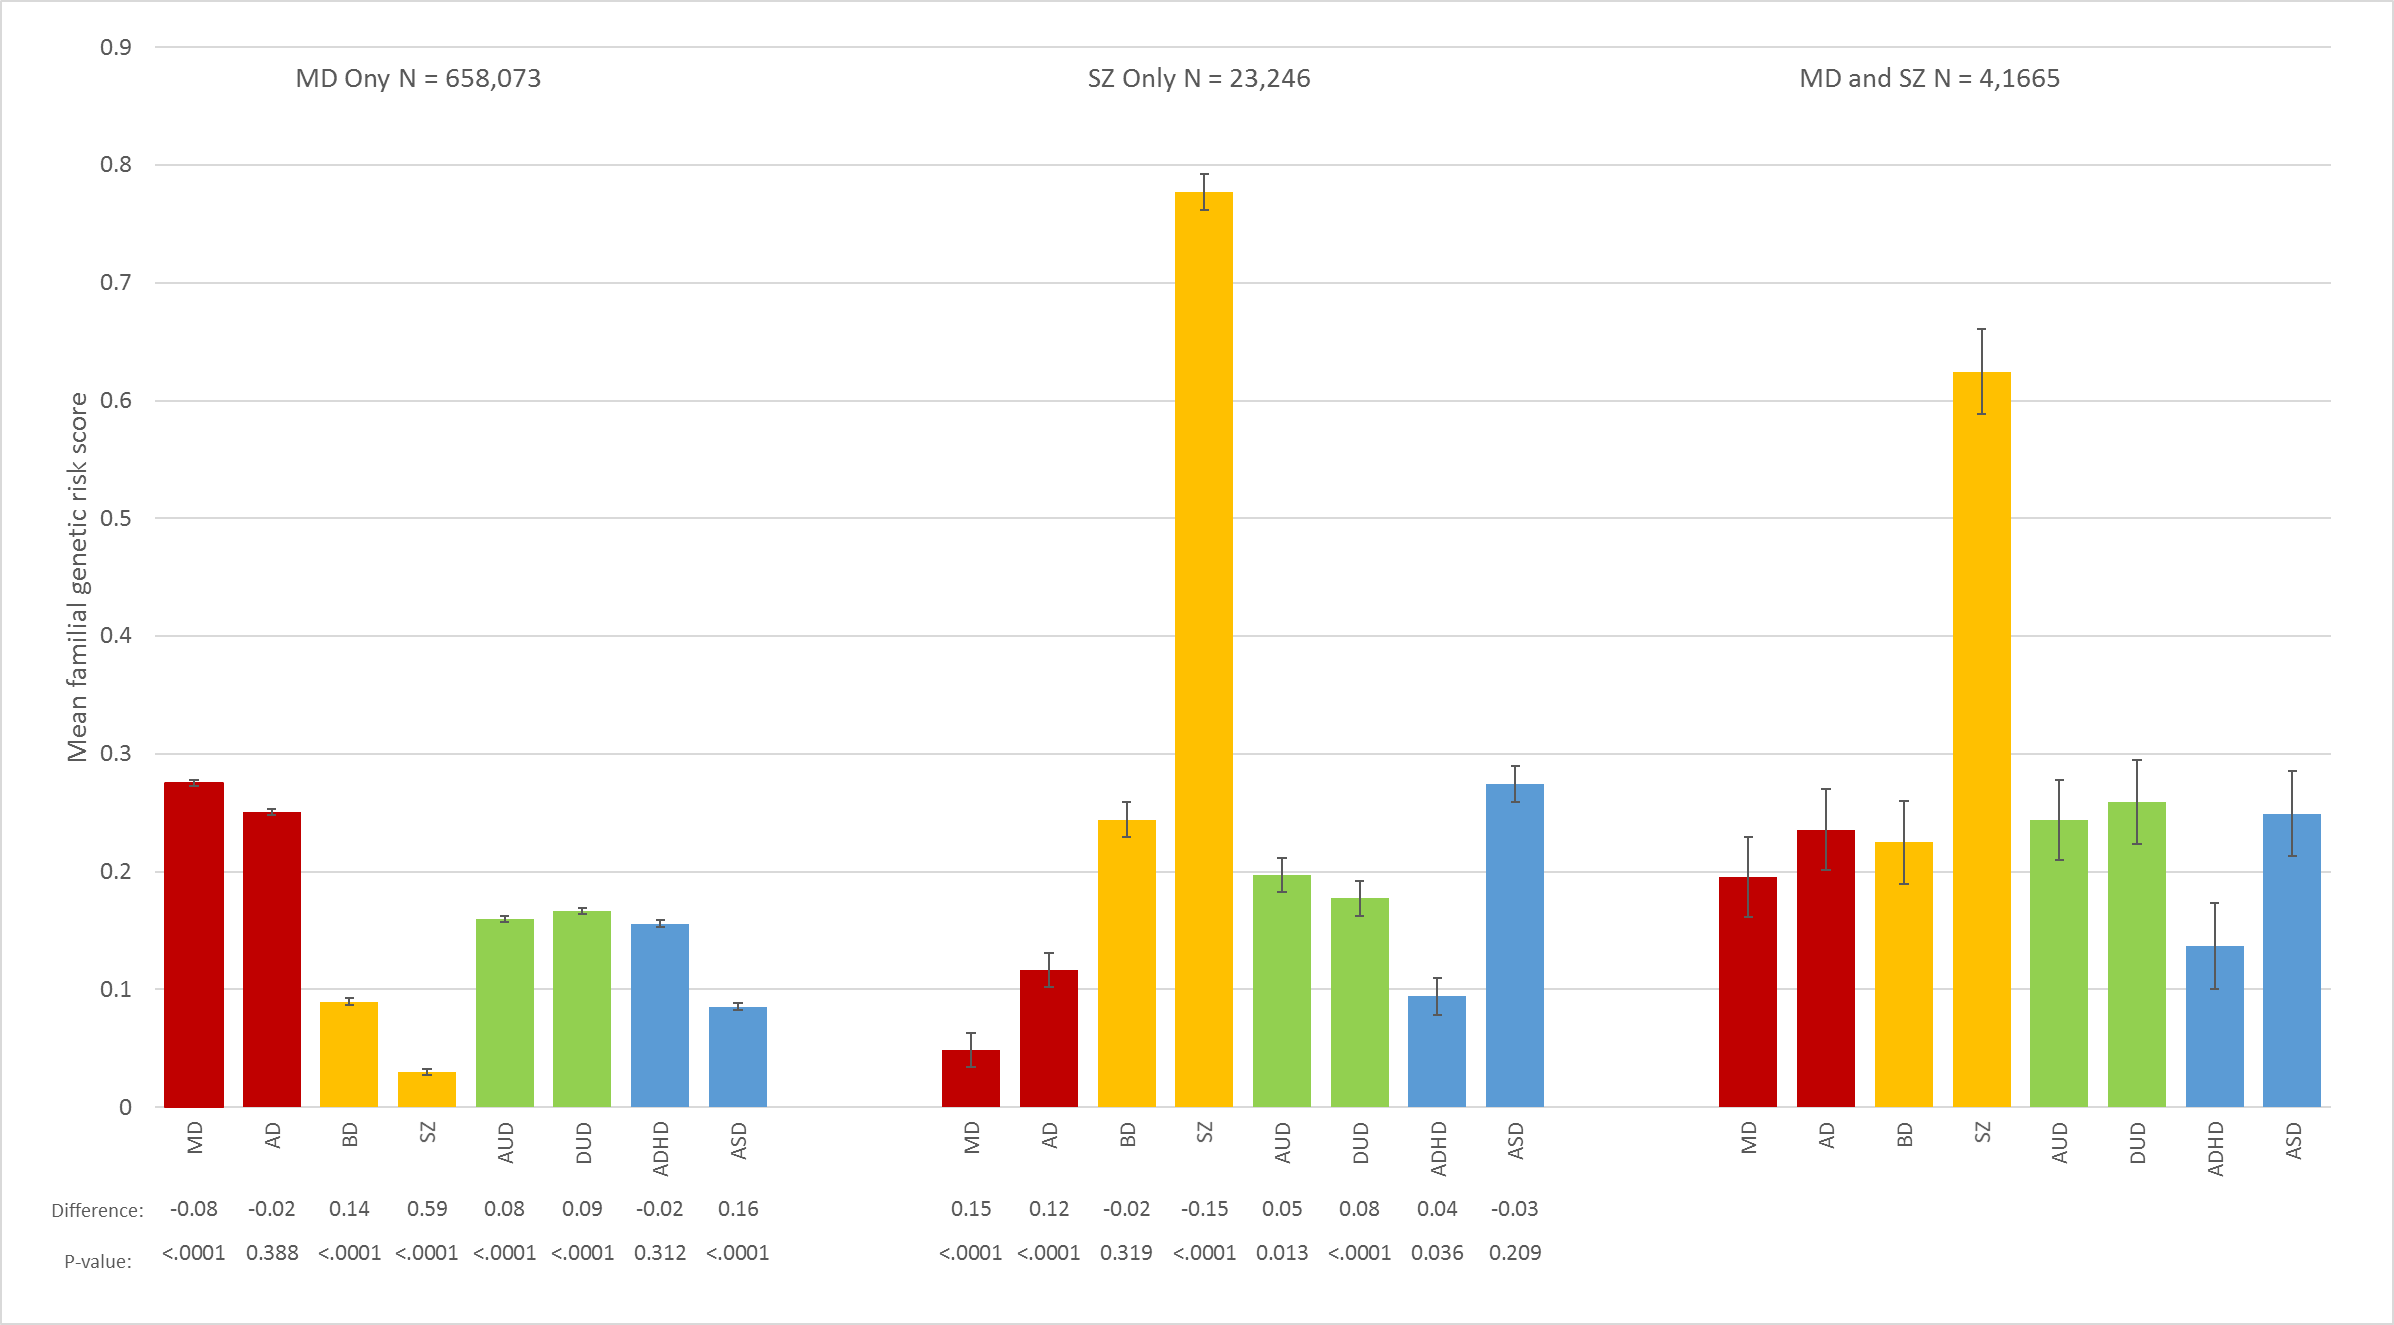 0.9
MD Ony N = 658,073 SZ Only N = 23,246 MD and SZ N = 4,1665
0.8
0.7
0.6
0.5
0.4
0.3
0.2
0.1
0
Mean familial genetic risk score
MD AD BD SZ AUD DUD ADHD ASD MD AD BD SZ AUD DUD ADHD ASD MD AD BD SZ AUD DUD ADHD ASD
Difference: -0.08 -0.02 0.14 0.59 0.08 0.09 -0.02 0.16 0.15 0.12 -0.02 -0.15 0.05 0.08 0.04 -0.03
P-value: <.0001 0.388 <.0001 <.0001 <.0001 <.0001 0.312 <.0001 <.0001 <.0001 0.319 <.0001 0.013 <.0001 0.036 0.209